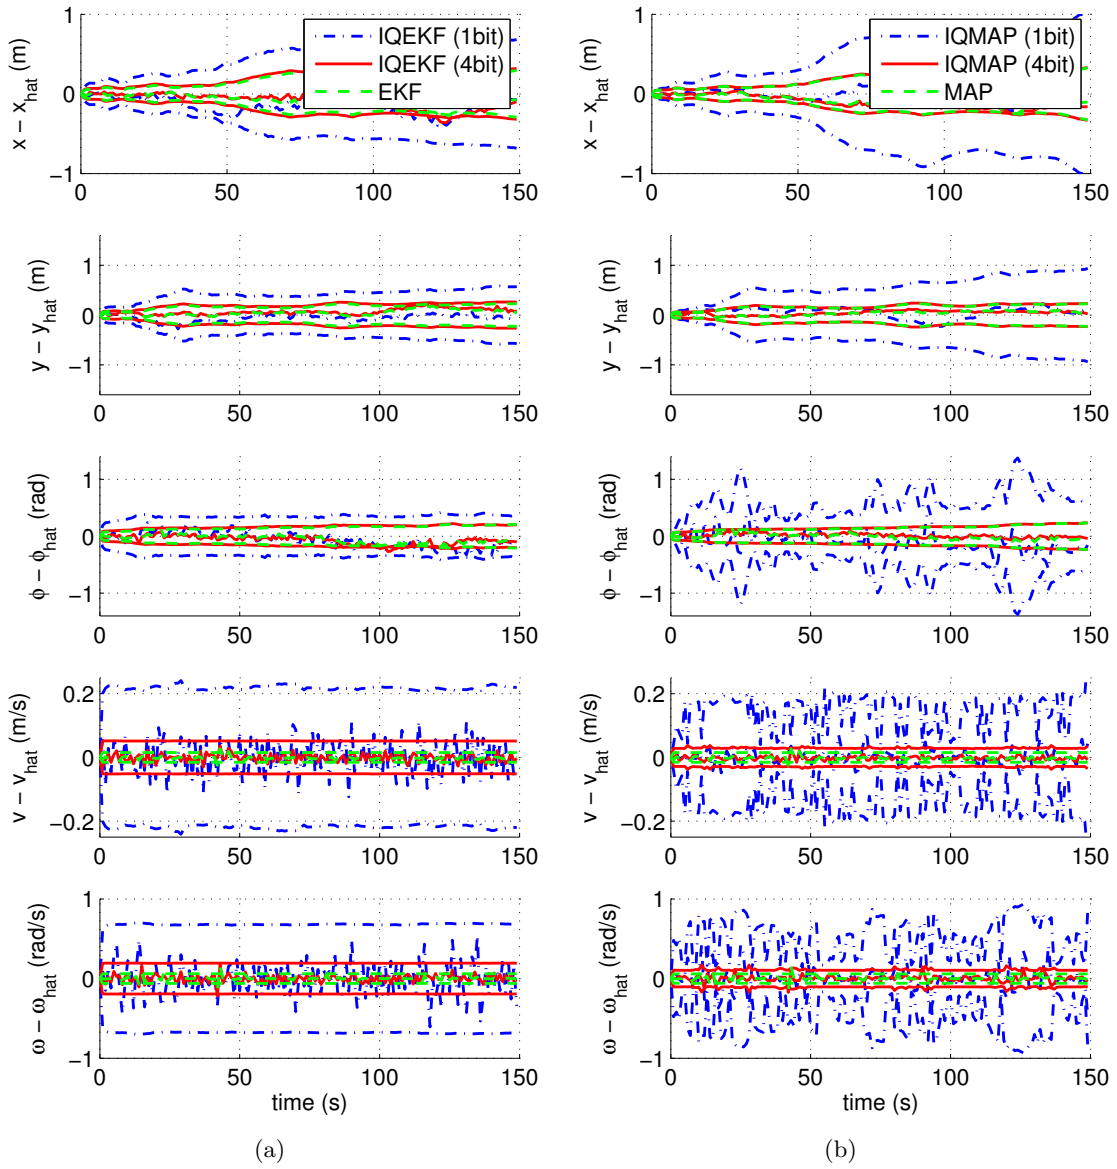 1
0
−1
x − x_hat (m)
0 50 100 150
IQEKF (1bit)
IQEKF (4bit)
EKF
1
0
−1
y − y_hat (m)
0 50 100 150
1
0
−1
ϕ − ϕ_hat (rad)
0 50 100 150
0.2
0
−0.2
v − v_hat (m/s)
0 50 100 150
1
0
−1
ω − ω_hat (rad/s)
0 50 100 150
time (s)
(a)
1
0
−1
x − x_hat (m)
0 50 100 150
IQMAP (1bit)
IQMAP (4bit)
MAP
1
0
−1
y − y_hat (m)
0 50 100 150
1
0
−1
ϕ − ϕ_hat (rad)
0 50 100 150
0.2
0
−0.2
v − v_hat (m/s)
0 50 100 150
1
0
−1
ω − ω_hat (rad/s)
0 50 100 150
time (s)
(b)